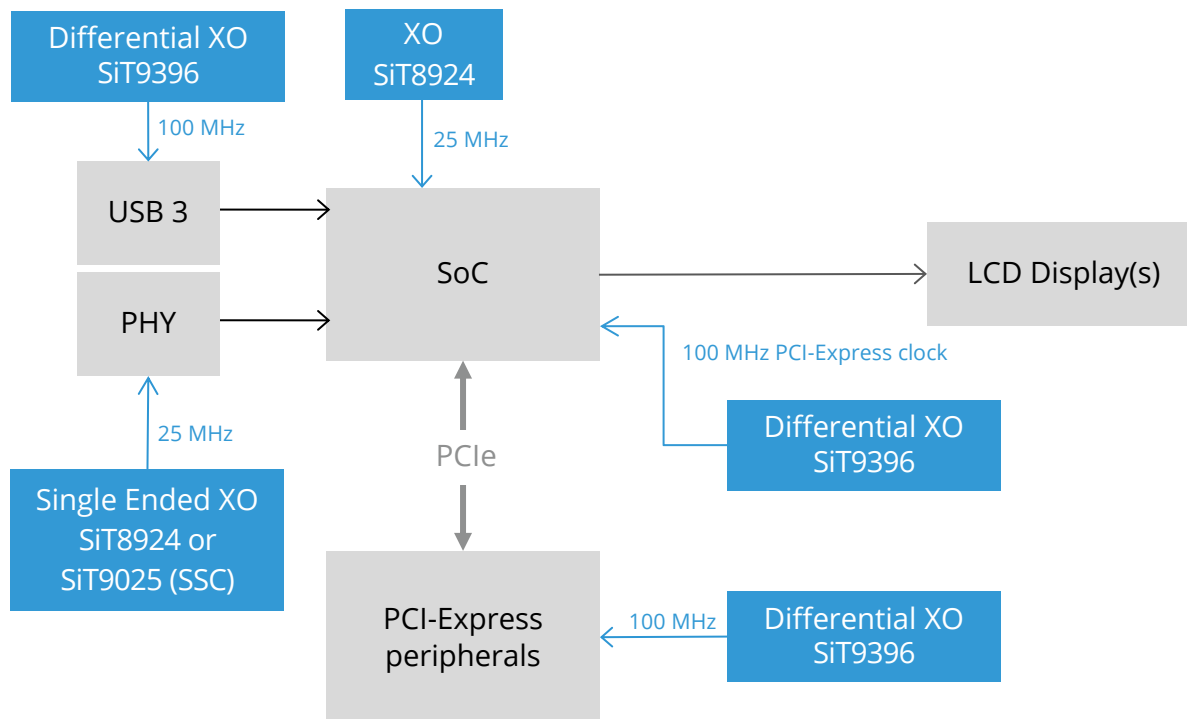 Differential XO
SiT9396
XO
SiT8924
100 MHz
25 MHz
USB 3
SoC
LCD Display(s)
PHY
100 MHz PCI-Express clock
25 MHz
PCIe
Differential XO
SiT9396
Single Ended XO
SiT8924 or
SiT9025 (SSC)
PCI-Express
peripherals
100 MHz
Differential XO
SiT9396